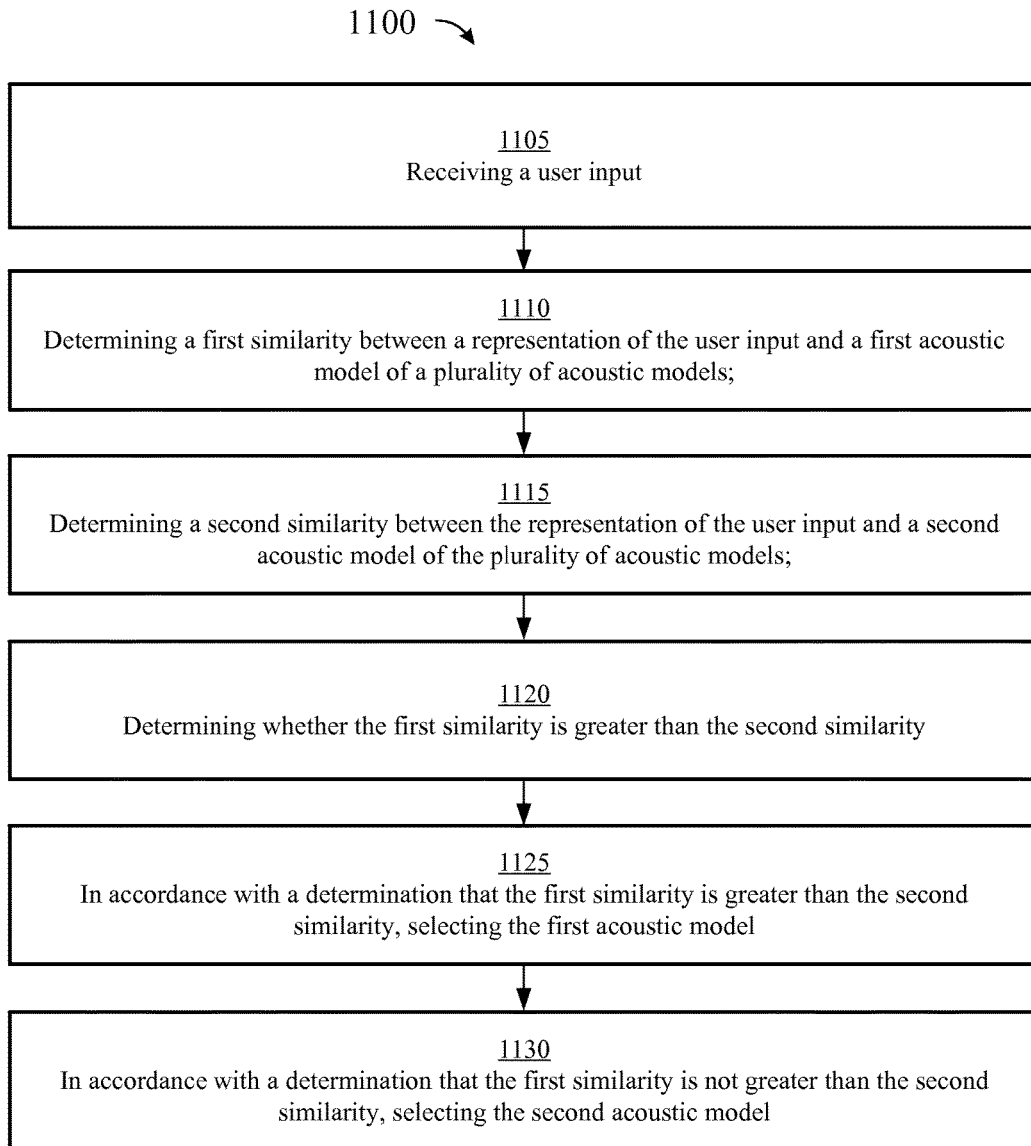 1100
1105
Receiving a user input
1110
Determining a first similarity between a representation of the user input and a first acoustic
model of a plurality of acoustic models;
1115
Determining a second similarity between the representation of the user input and a second
acoustic model of the plurality of acoustic models;
1120
Determining whether the first similarity is greater than the second similarity
1125
In accordance with a determination that the first similarity is greater than the second
similarity, selecting the first acoustic model
1130
In accordance with a determination that the first similarity is not greater than the second
similarity, selecting the second acoustic model